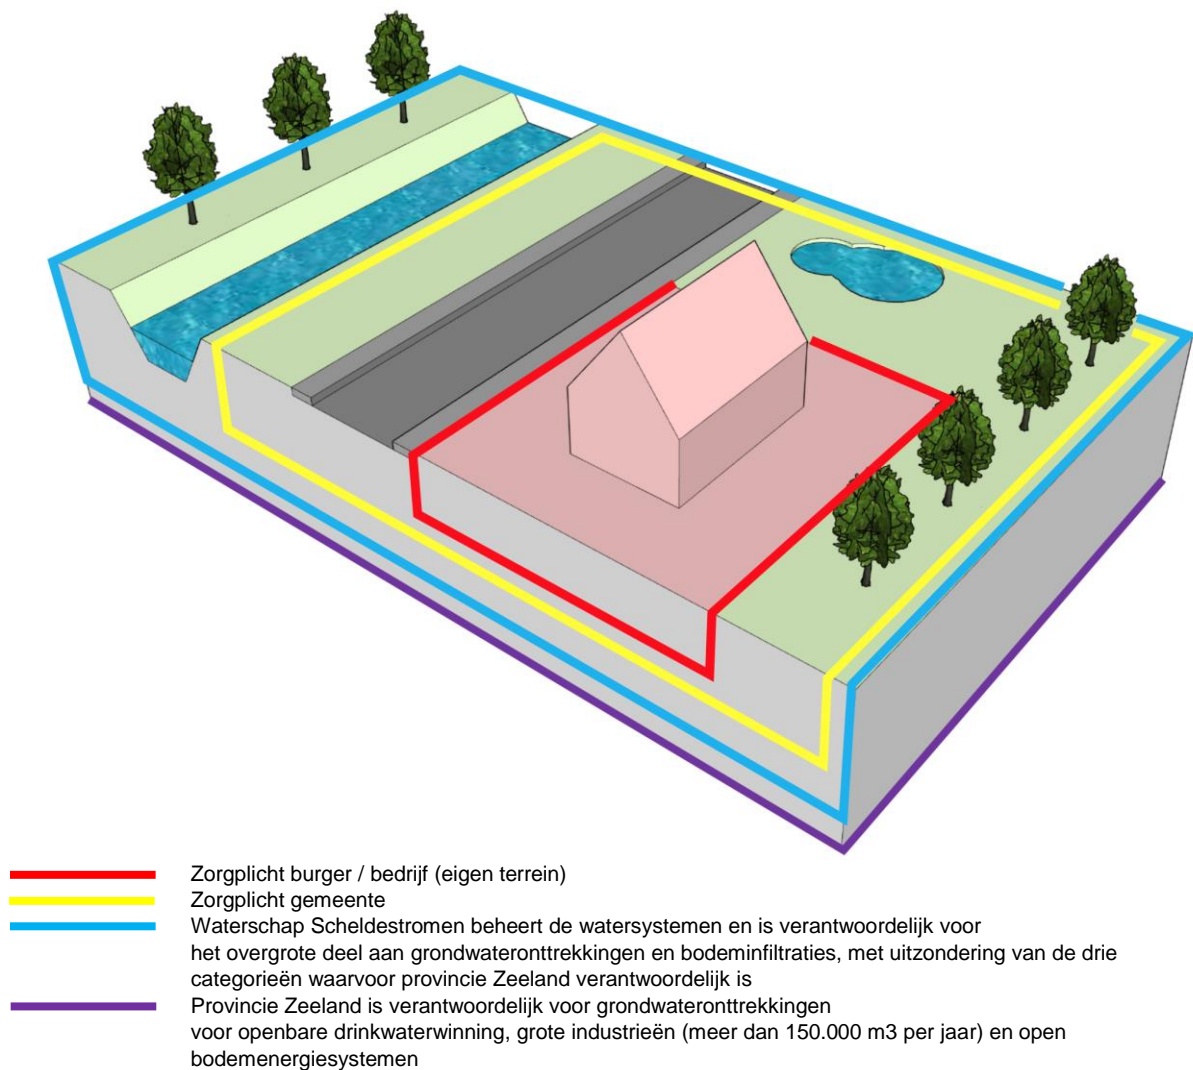 Zorgplicht burger / bedrijf (eigen terrein)
Zorgplicht gemeente
Waterschap Scheldestromen beheert de watersystemen en is verantwoordelijk voor
het overgrote deel aan grondwateronttrekkingen en bodeminfiltraties, met uitzondering van de drie
categorieën waarvoor provincie Zeeland verantwoordelijk is
Provincie Zeeland is verantwoordelijk voor grondwateronttrekkingen
voor openbare drinkwaterwinning, grote industrieën (meer dan 150.000 m3 per jaar) en open
bodemenergiesystemen